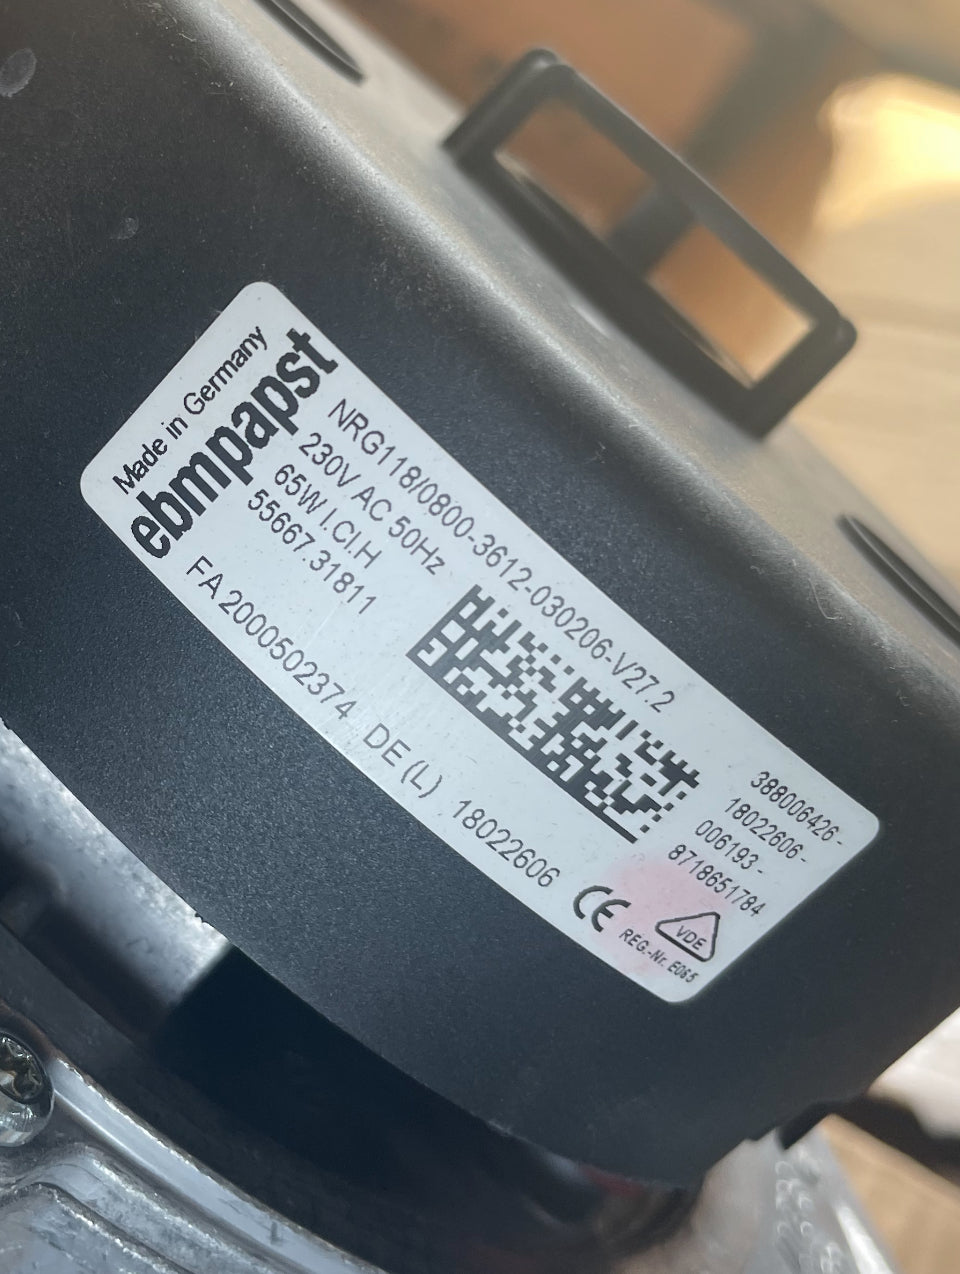 Made in Germany
ebmpapst
NRG118/0800-3612-030206-V27.2
230V AC 50Hz
65W I.Cl.H
55667.31811
FA 2000502374 DE (L) 18022606
388006426-
18022606-
006193-
8718651784
CE
VDE
REG.-Nr. E065